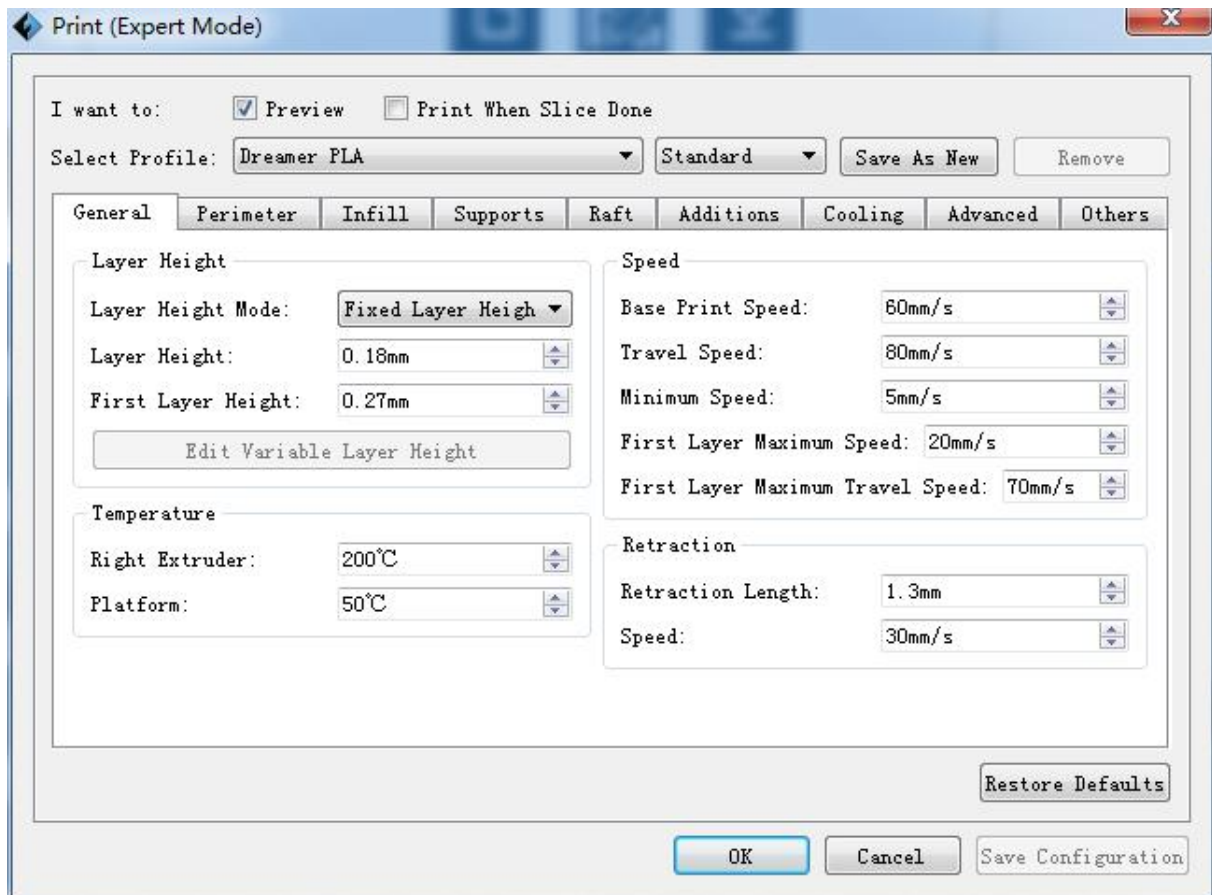 Print (Expert Mode)
I want to: Preview Print When Slice Done
Select Profile: Dreamer PLA Standard Save As New Remove
General Perimeter Infill Supports Raft Additions Cooling Advanced Others
Layer Height
Layer Height Mode: Fixed Layer Heigh
Layer Height: 0.18mm
First Layer Height: 0.27mm
Edit Variable Layer Height
Temperature
Right Extruder: 200℃
Platform: 50℃
Speed
Base Print Speed: 60mm/s
Travel Speed: 80mm/s
Minimum Speed: 5mm/s
First Layer Maximum Speed: 20mm/s
First Layer Maximum Travel Speed: 70mm/s
Retraction
Retraction Length: 1.3mm
Speed: 30mm/s
Restore Defaults
OK Cancel Save Configuration